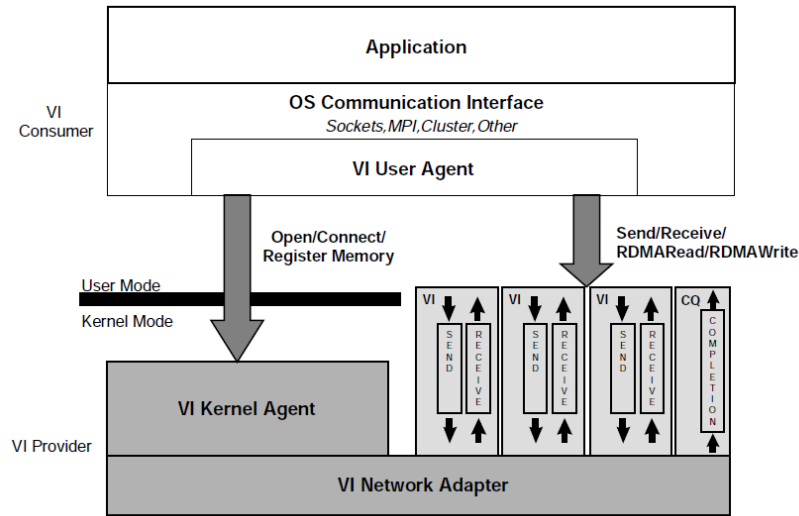 Application
VI
Consumer
OS Communication Interface
Sockets,MPI,Cluster,Other
VI User Agent
Open/Connect/
Register Memory
Send/Receive/
RDMARead/RDMAWrite
User Mode
Kernel Mode
VI
SEND
RECEIVE
VI
SEND
RECEIVE
VI
SEND
RECEIVE
CQ
COMPLETION
VI Kernel Agent
VI Provider
VI Network Adapter